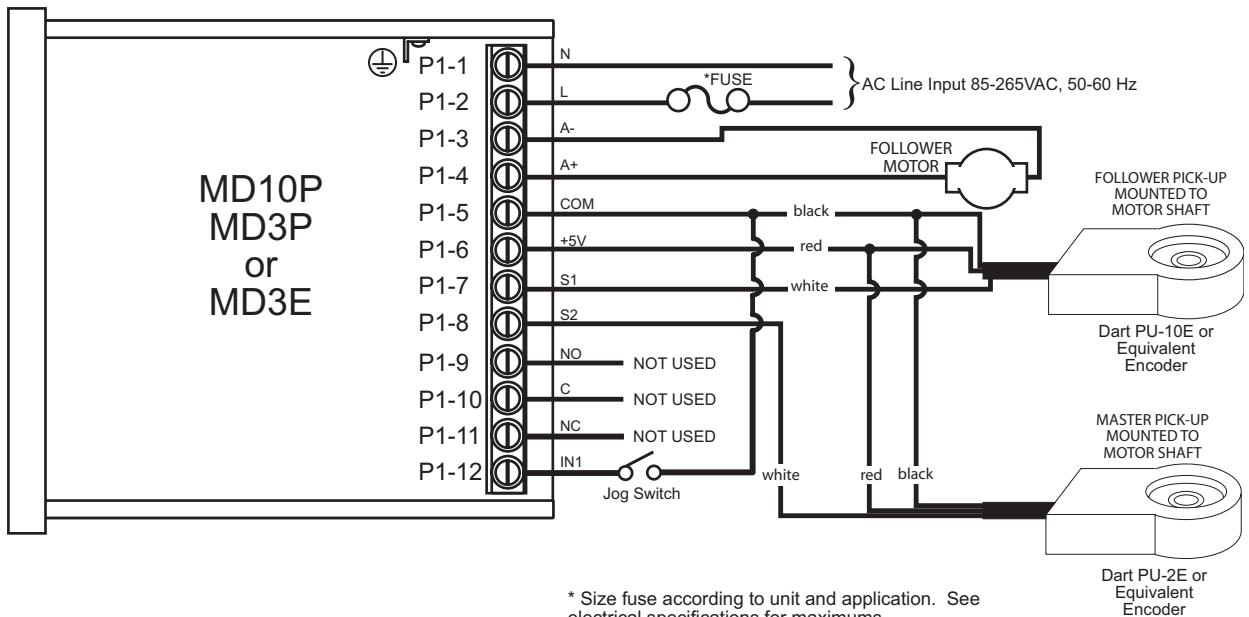 MD10P
MD3P
or
MD3E
P1-1
P1-2
P1-3
P1-4
P1-5
P1-6
P1-7
P1-8
P1-9
P1-10
P1-11
P1-12
N
L
A-
A+
COM
+5V
S1
S2
NO
C
NC
IN1
*FUSE
AC Line Input 85-265VAC, 50-60 Hz
FOLLOWER
MOTOR
black
red
white
NOT USED
NOT USED
NOT USED
Jog Switch
white
red
black
FOLLOWER PICK-UP
MOUNTED TO
MOTOR SHAFT
Dart PU-10E or
Equivalent
Encoder
MASTER PICK-UP
MOUNTED TO
MOTOR SHAFT
Dart PU-2E or
Equivalent
Encoder
* Size fuse according to unit and application. See
electrical specifications for maximums